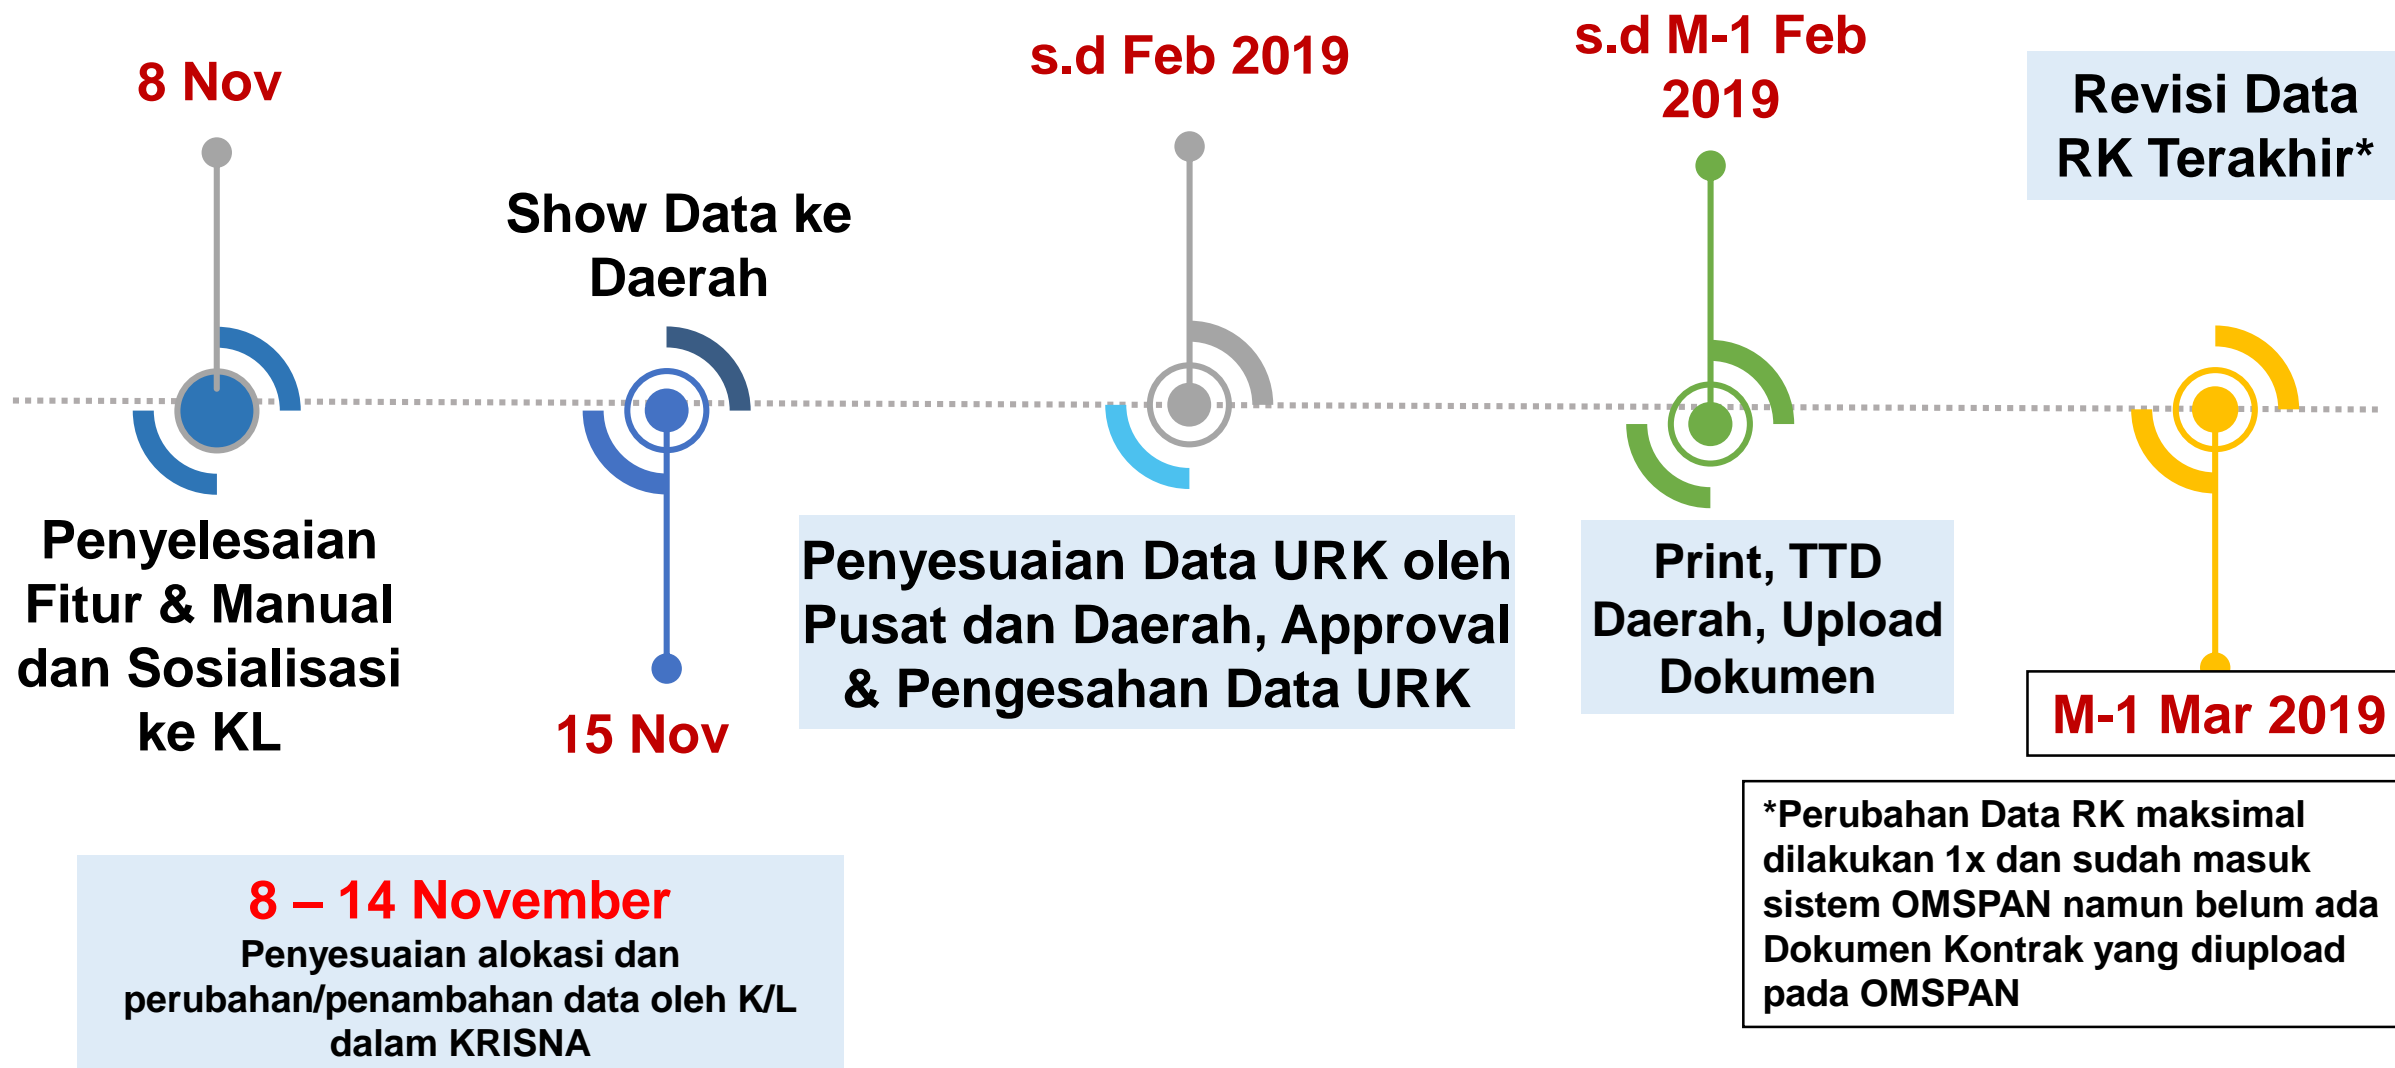 8 Nov
Penyelesaian
Fitur & Manual
dan Sosialisasi
ke KL
Show Data ke
Daerah
15 Nov
s.d Feb 2019
Penyesuaian Data URK oleh
Pusat dan Daerah, Approval
& Pengesahan Data URK
s.d M-1 Feb
2019
Print, TTD
Daerah, Upload
Dokumen
Revisi Data
RK Terakhir*
M-1 Mar 2019
8 – 14 November
Penyesuaian alokasi dan
perubahan/penambahan data oleh K/L
dalam KRISNA
*Perubahan Data RK maksimal
dilakukan 1x dan sudah masuk
sistem OMSPAN namun belum ada
Dokumen Kontrak yang diupload
pada OMSPAN